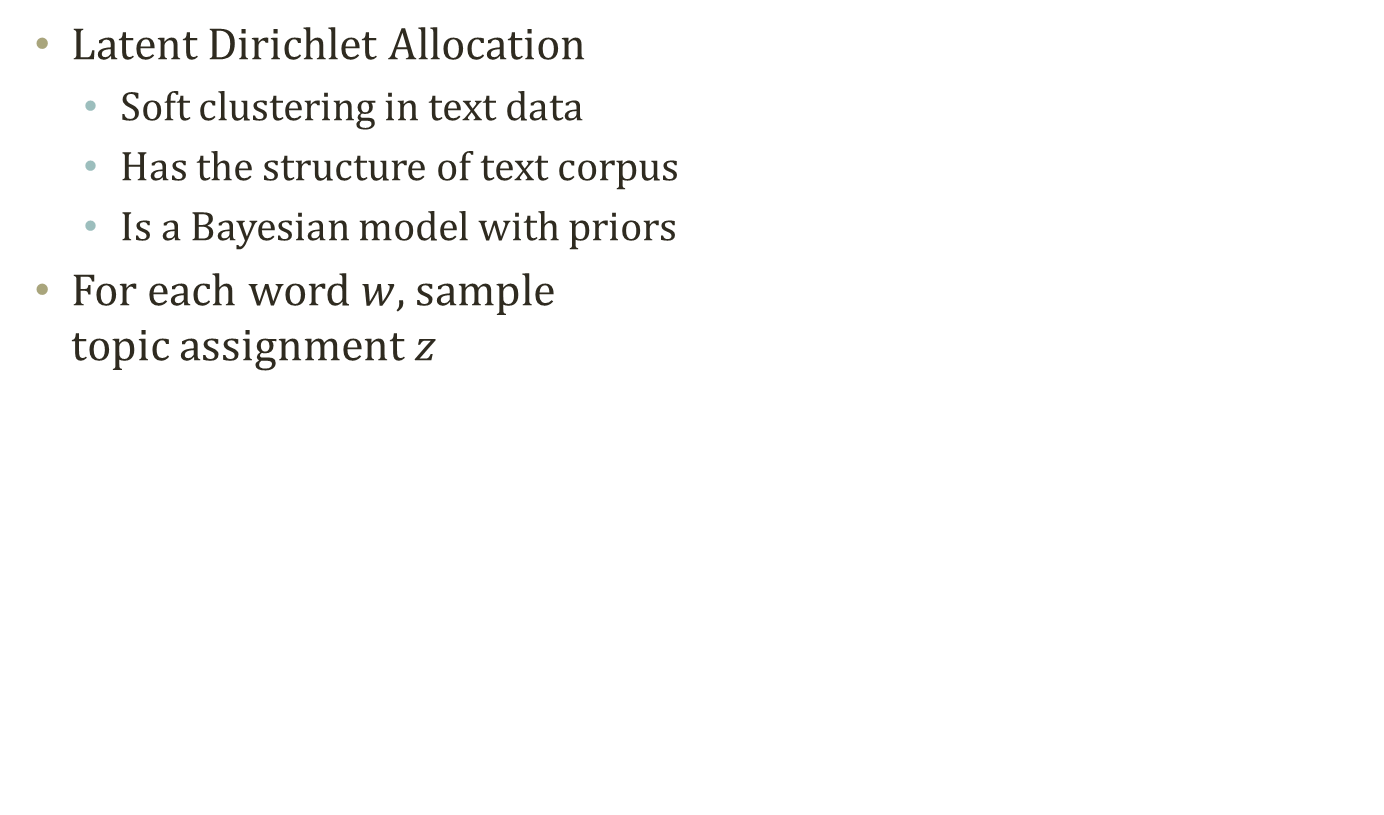 • Latent Dirichlet Allocation
• Soft clustering in text data
• Has the structure of text corpus
• Is a Bayesian model with priors
• For each word w, sample
topic assignment z